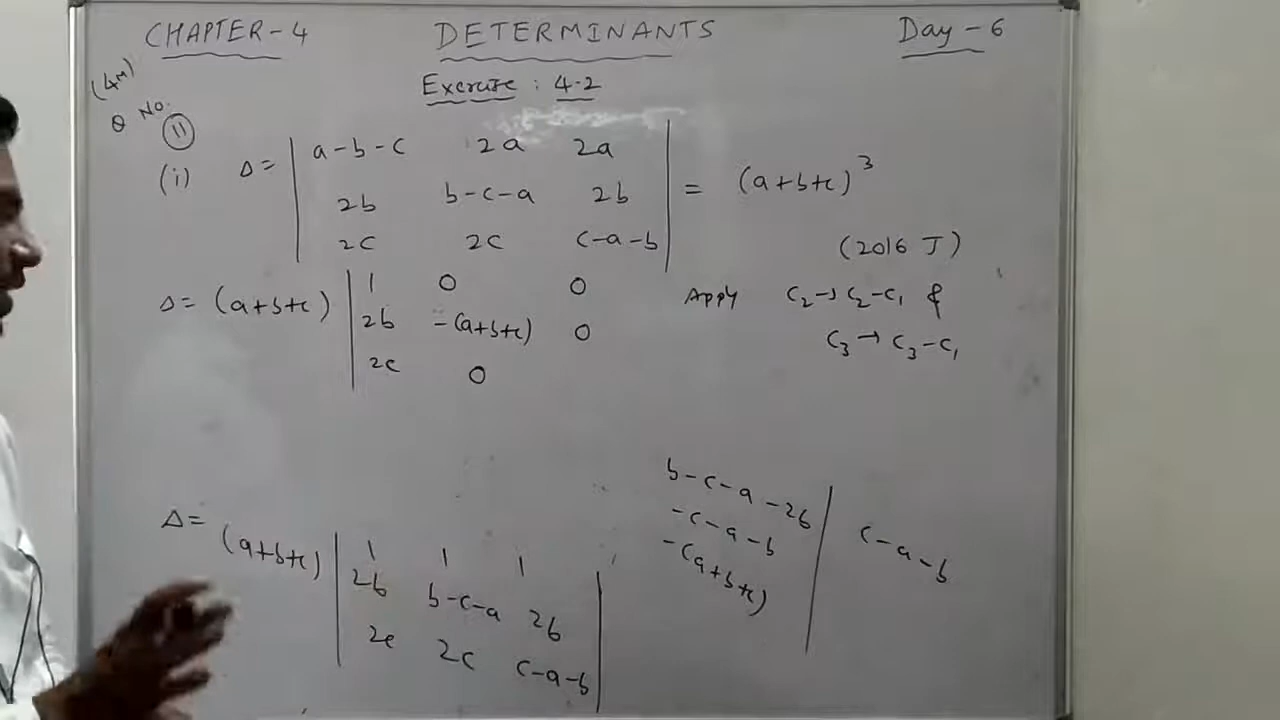 CHAPTER-4 DETERMINANTS Day-6
(4M) Exercise : 4.2
Q No. 11
(i) Δ= | a-b-c 2a 2a |
| 2b b-c-a 2b | = (a+b+c)³
| 2c 2c c-a-b | (2016 J)
Δ= (a+b+c) | 1 0 0 Apply C₂→C₂-C₁ &
| 2b -(a+b+c) 0 C₃→C₃-C₁
| 2c 0
Δ= (a+b+c) | 1 1 1 |
| 2b b-c-a 2b |
| 2c 2c c-a-b |
b-c-a-2b | c-a-b
-c-a-b |
-(a+b+c) |